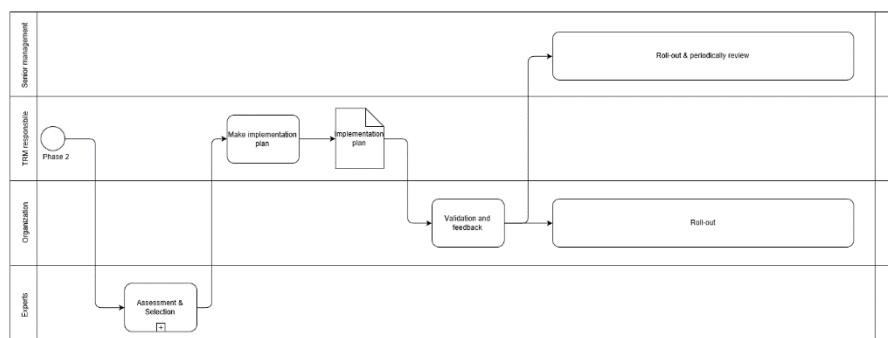 Senior management
Roll-out & periodically review
TRM responsbile
Phase 2
Make implementation
plan
Implementation
plan
Organization
Validation and
feedback
Roll-out
Experts
Assessment &
Selection
+